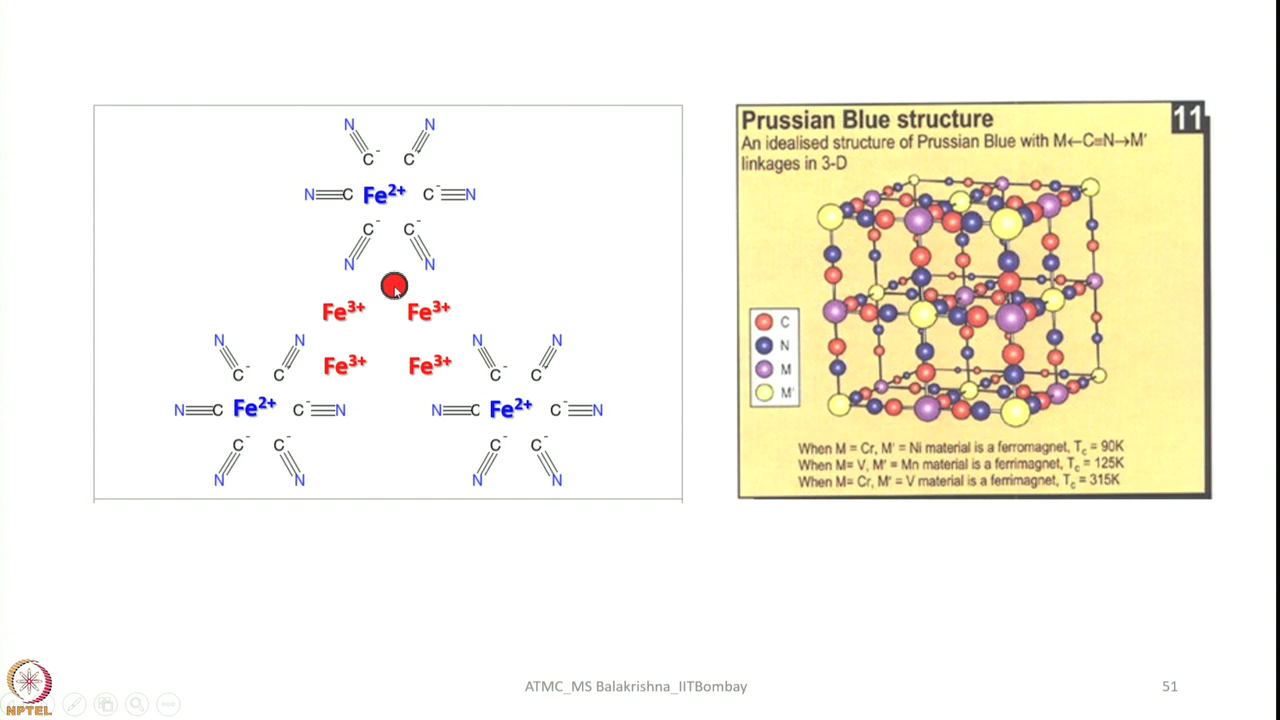 N N
C - C
N C Fe2+ C - N
C - C -
N N
Fe3+ Fe3+
Fe3+ Fe3+
N N
C - C
N C Fe2+ C - N
C - C -
N N
N N
C - C
N C Fe2+ C - N
C - C -
N N
Prussian Blue structure
11
An idealised structure of Prussian Blue with M←C≡N→M'
linkages in 3-D
C
N
M
M'
When M = Cr, M' = Ni material is a ferromagnet, Tc = 90K
When M= V, M' = Mn material is a ferrimagnet, Tc = 125K
When M= Cr, M' = V material is a ferrimagnet, Tc = 315K
NPTEL
ATMC_MS Balakrishna_IITBombay
51